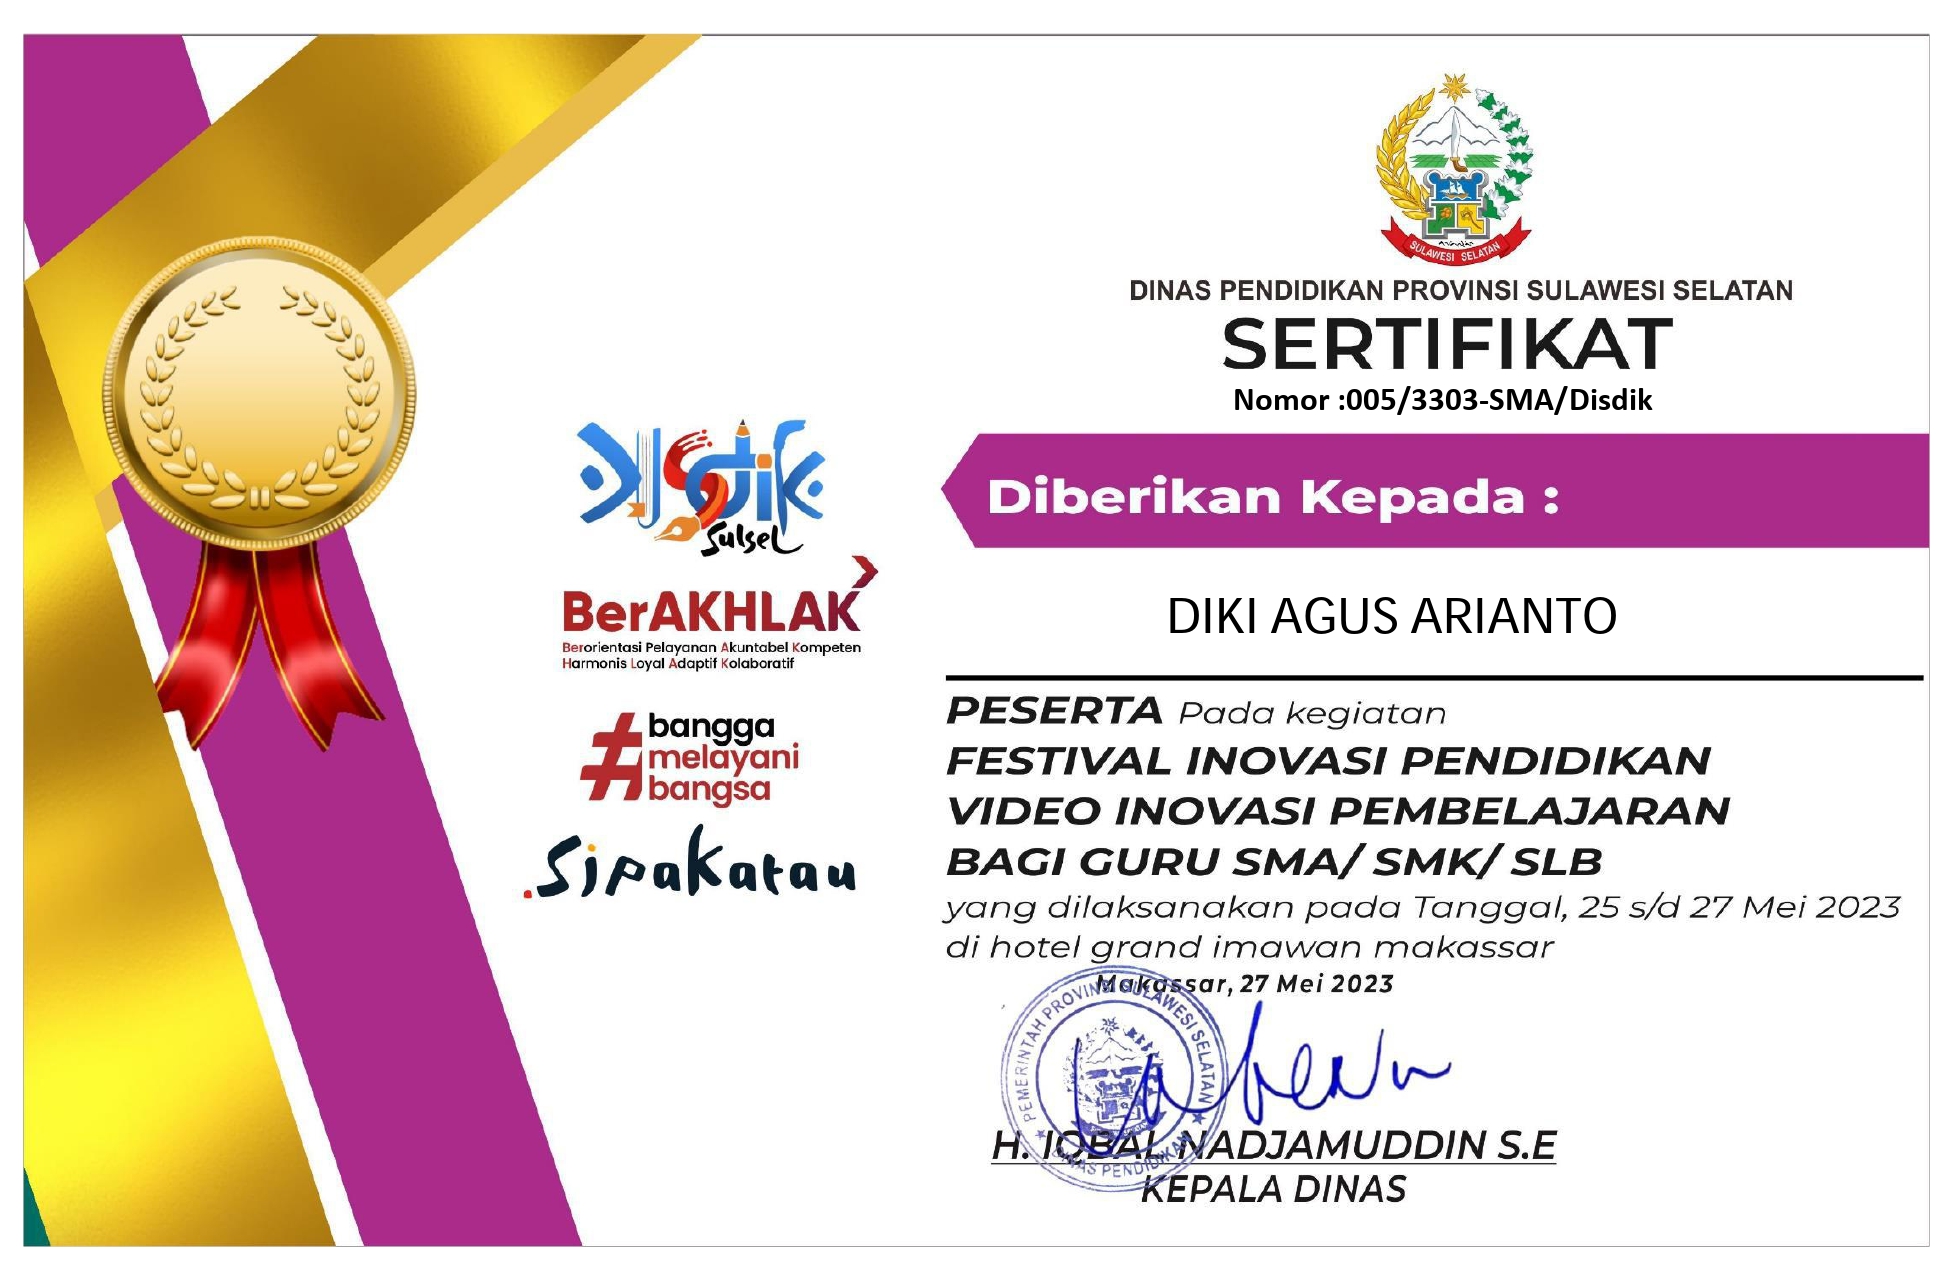 SULAWESI SELATAN
DINAS PENDIDIKAN PROVINSI SULAWESI SELATAN
SERTIFIKAT
Nomor :005/3303-SMA/Disdik
Diberikan Kepada :
DIKI AGUS ARIANTO
PESERTA Pada kegiatan
FESTIVAL INOVASI PENDIDIKAN
VIDEO INOVASI PEMBELAJARAN
BAGI GURU SMA/ SMK/ SLB
yang dilaksanakan pada Tanggal, 25 s/d 27 Mei 2023
di hotel grand imawan makassar
Makassar, 27 Mei 2023
PEMERINTAH PROVINSI SULAWESI SELATAN
DINAS PENDIDIKAN
H. IQBAL NADJAMUDDIN S.E
KEPALA DINAS
Disdik
Sulsel
BerAKHLAK
Berorientasi Pelayanan Akuntabel Kompeten
Harmonis Loyal Adaptif Kolaboratif
#bangga
melayani
bangsa
.Sipakatau